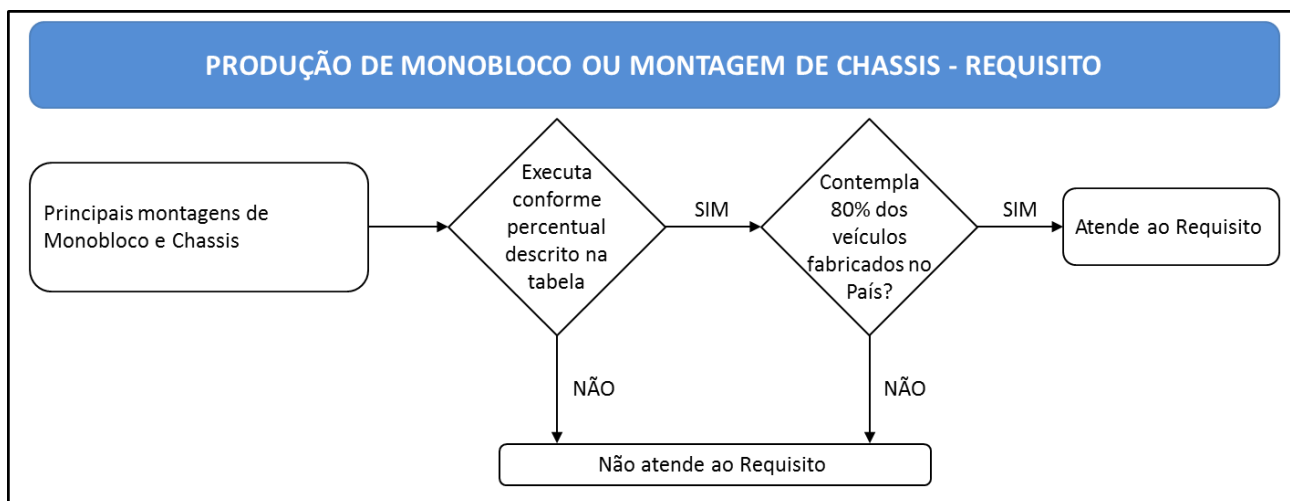 PRODUÇÃO DE MONOBLOCO OU MONTAGEM DE CHASSIS - REQUISITO
Principais montagens de
Monobloco e Chassis
Executa
conforme
percentual
descrito na
tabela
SIM
Contempla
80% dos
veículos
fabricados no
País?
SIM
Atende ao Requisito
NÃO
NÃO
Não atende ao Requisito